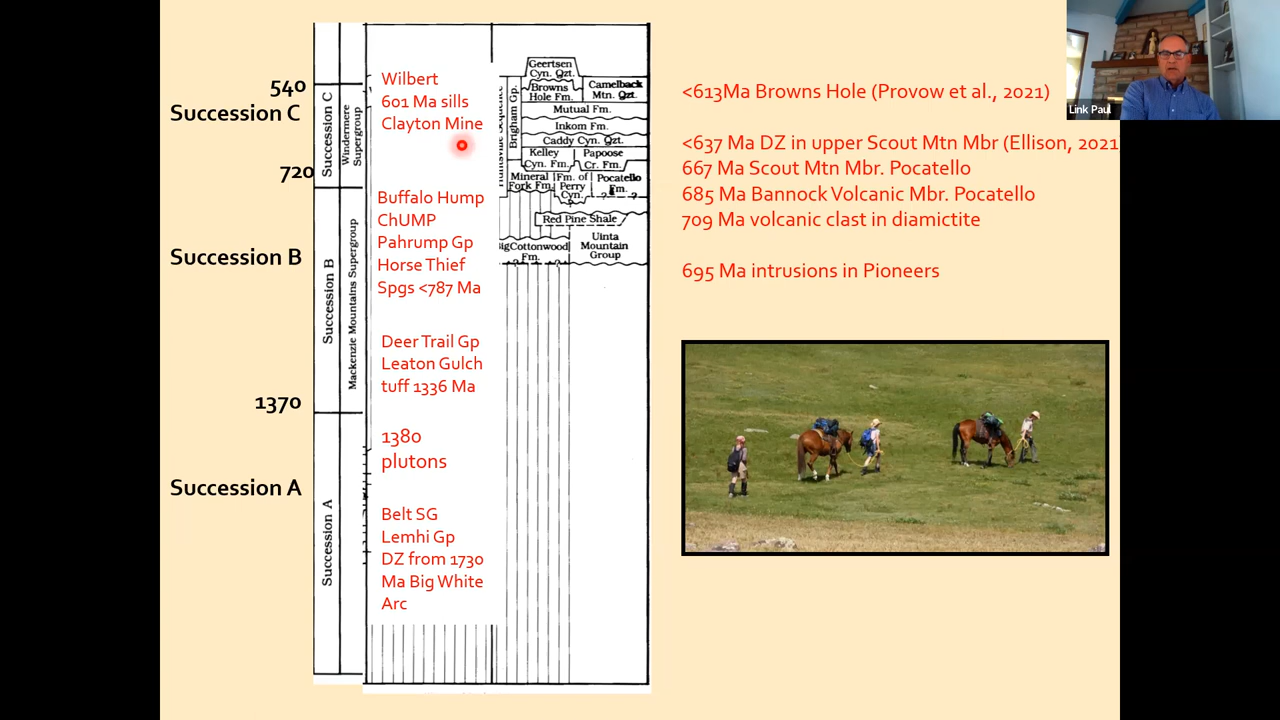 540
Succession C
720
Succession B
1370
Succession A
Succession C
Windermere
Supergroup
Succession B
Mackenzie Mountains Supergroup
Succession A
Wilbert
601 Ma sills
Clayton Mine
Buffalo Hump
ChUMP
Pahrump Gp
Horse Thief
Spgs <787 Ma
Deer Trail Gp
Leaton Gulch
tuff 1336 Ma
1380
plutons
Belt SG
Lemhi Gp
DZ from 1730
Ma Big White
Arc
Brigham Gp.
Geertsen
Cyn. Qzt.
Browns
Hole Fm.
Camelback
Mtn. Qzt.
Mutual Fm.
Inkom Fm.
Caddy Cyn. Qzt.
Kelley
Cyn. Fm.
Papoose
Cr. Fm.
Mineral
Fork Fm.
Fm. of
Perry
Cyn.
Pocatello
Fm.
Red Pine Shale
igCottonwood
Fm.
Uinta
Mountain
Group
<613Ma Browns Hole (Provow et al., 2021)
<637 Ma DZ in upper Scout Mtn Mbr (Ellison, 2021
667 Ma Scout Mtn Mbr. Pocatello
685 Ma Bannock Volcanic Mbr. Pocatello
709 Ma volcanic clast in diamictite
695 Ma intrusions in Pioneers
Link Paul